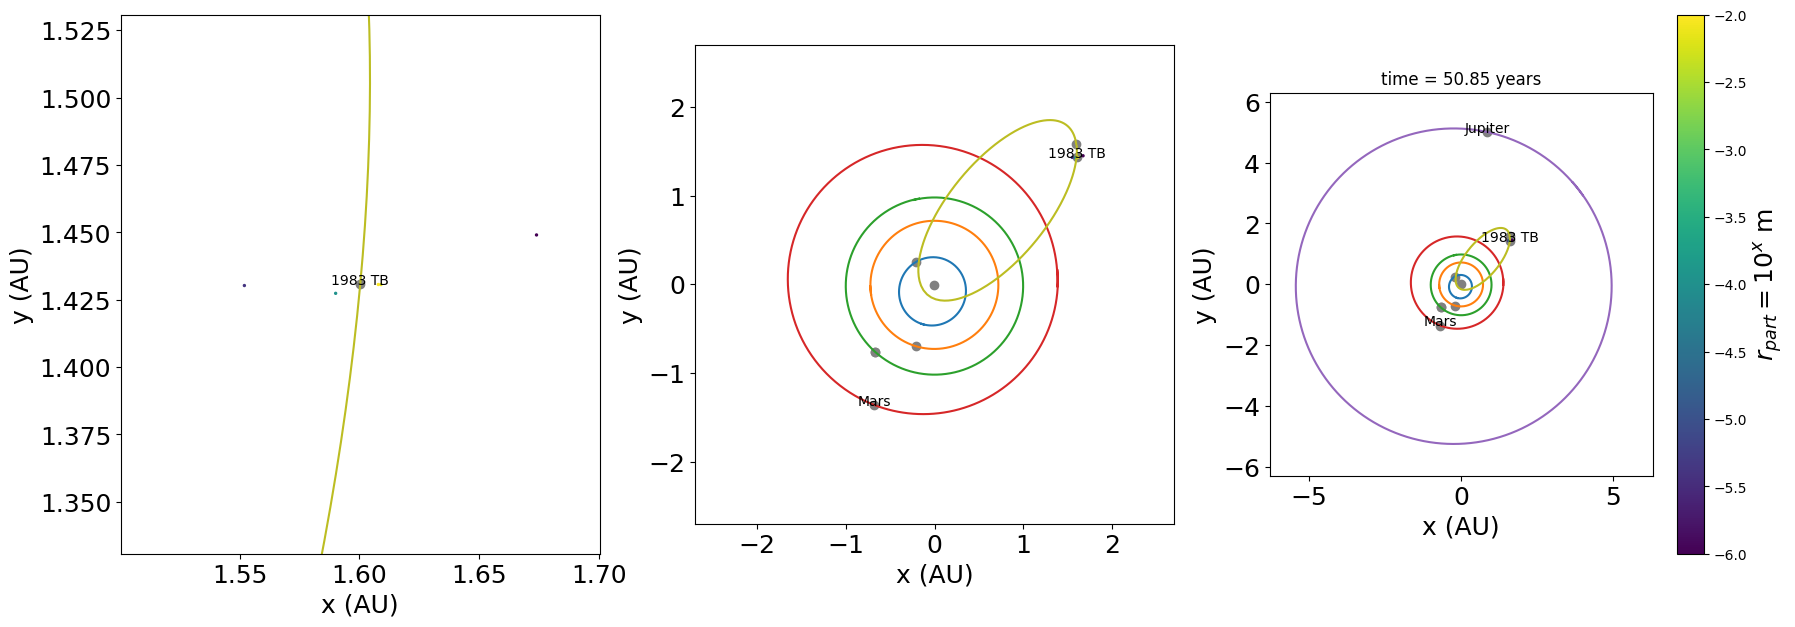 1.525
1.500
1.475
1.450
1.425
1.400
1.375
1.350
y (AU)
1983 TB
1.55 1.60 1.65 1.70
x (AU)
2
1
0
−1
−2
y (AU)
1983 TB
Mars
−2 −1 0 1 2
x (AU)
time = 50.85 years
6
4
2
0
−2
−4
−6
y (AU)
Jupiter
1983 TB
Mars
−5 0 5
x (AU)
−2.0
−2.5
−3.0
−3.5
−4.0
−4.5
−5.0
−5.5
−6.0
r_{part} = 10^x m